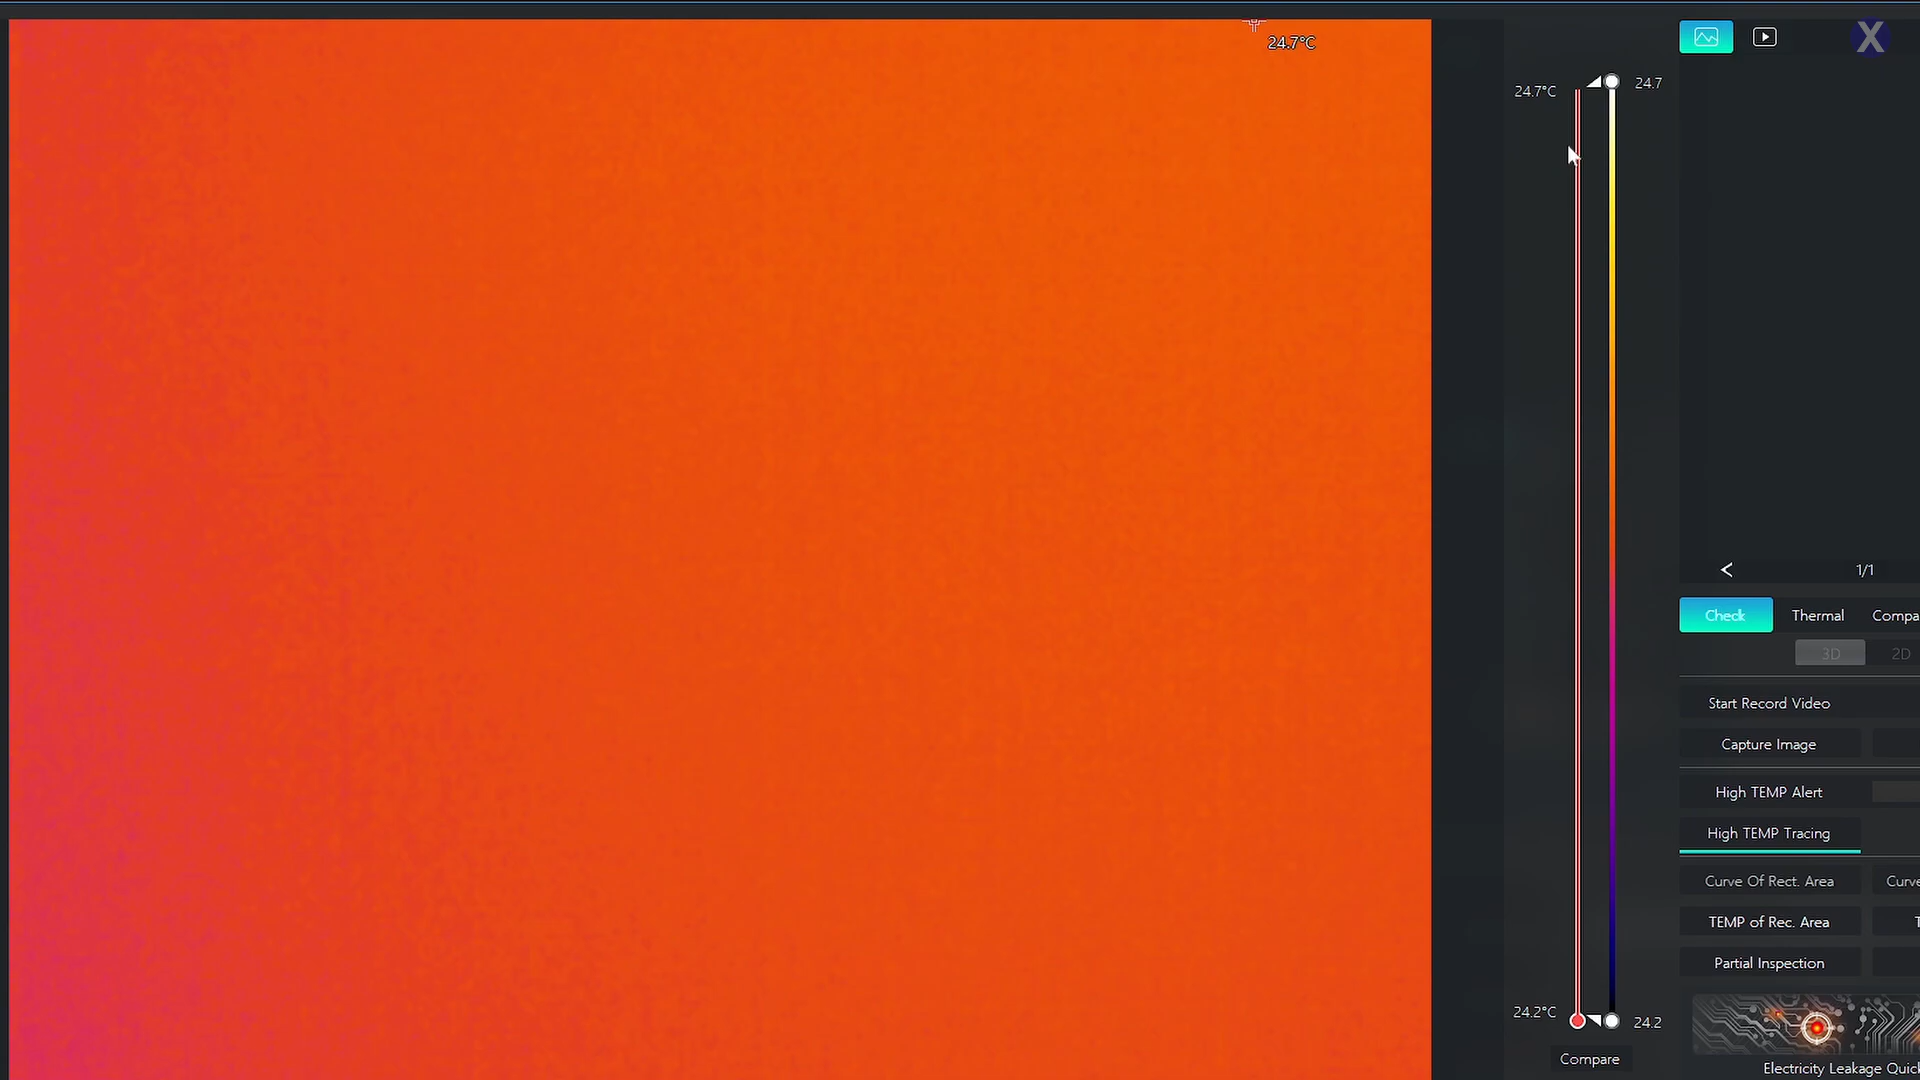 24.7°C
24.7°C
24.7
X
1/1
Check
Thermal
Compa
3D
2D
Start Record Video
Capture Image
High TEMP Alert
High TEMP Tracing
Curve Of Rect. Area
Curve
TEMP of Rec. Area
T
Partial Inspection
24.2°C
24.2
Compare
Electricity Leakage Quick